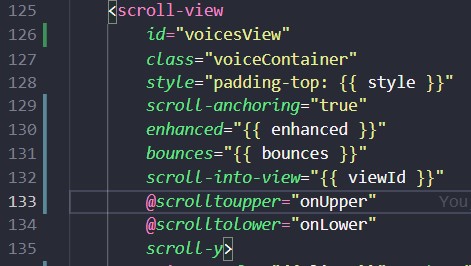 125 <scroll-view
126 id="voicesView"
127 class="voiceContainer"
128 style="padding-top: {{ style }}"
129 scroll-anchoring="true"
130 enhanced="{{ enhanced }}"
131 bounces="{{ bounces }}"
132 scroll-into-view="{{ viewId }}"
133 @scrolltoupper="onUpper" You
134 @scrolltolower="onLower"
135 scroll-y>